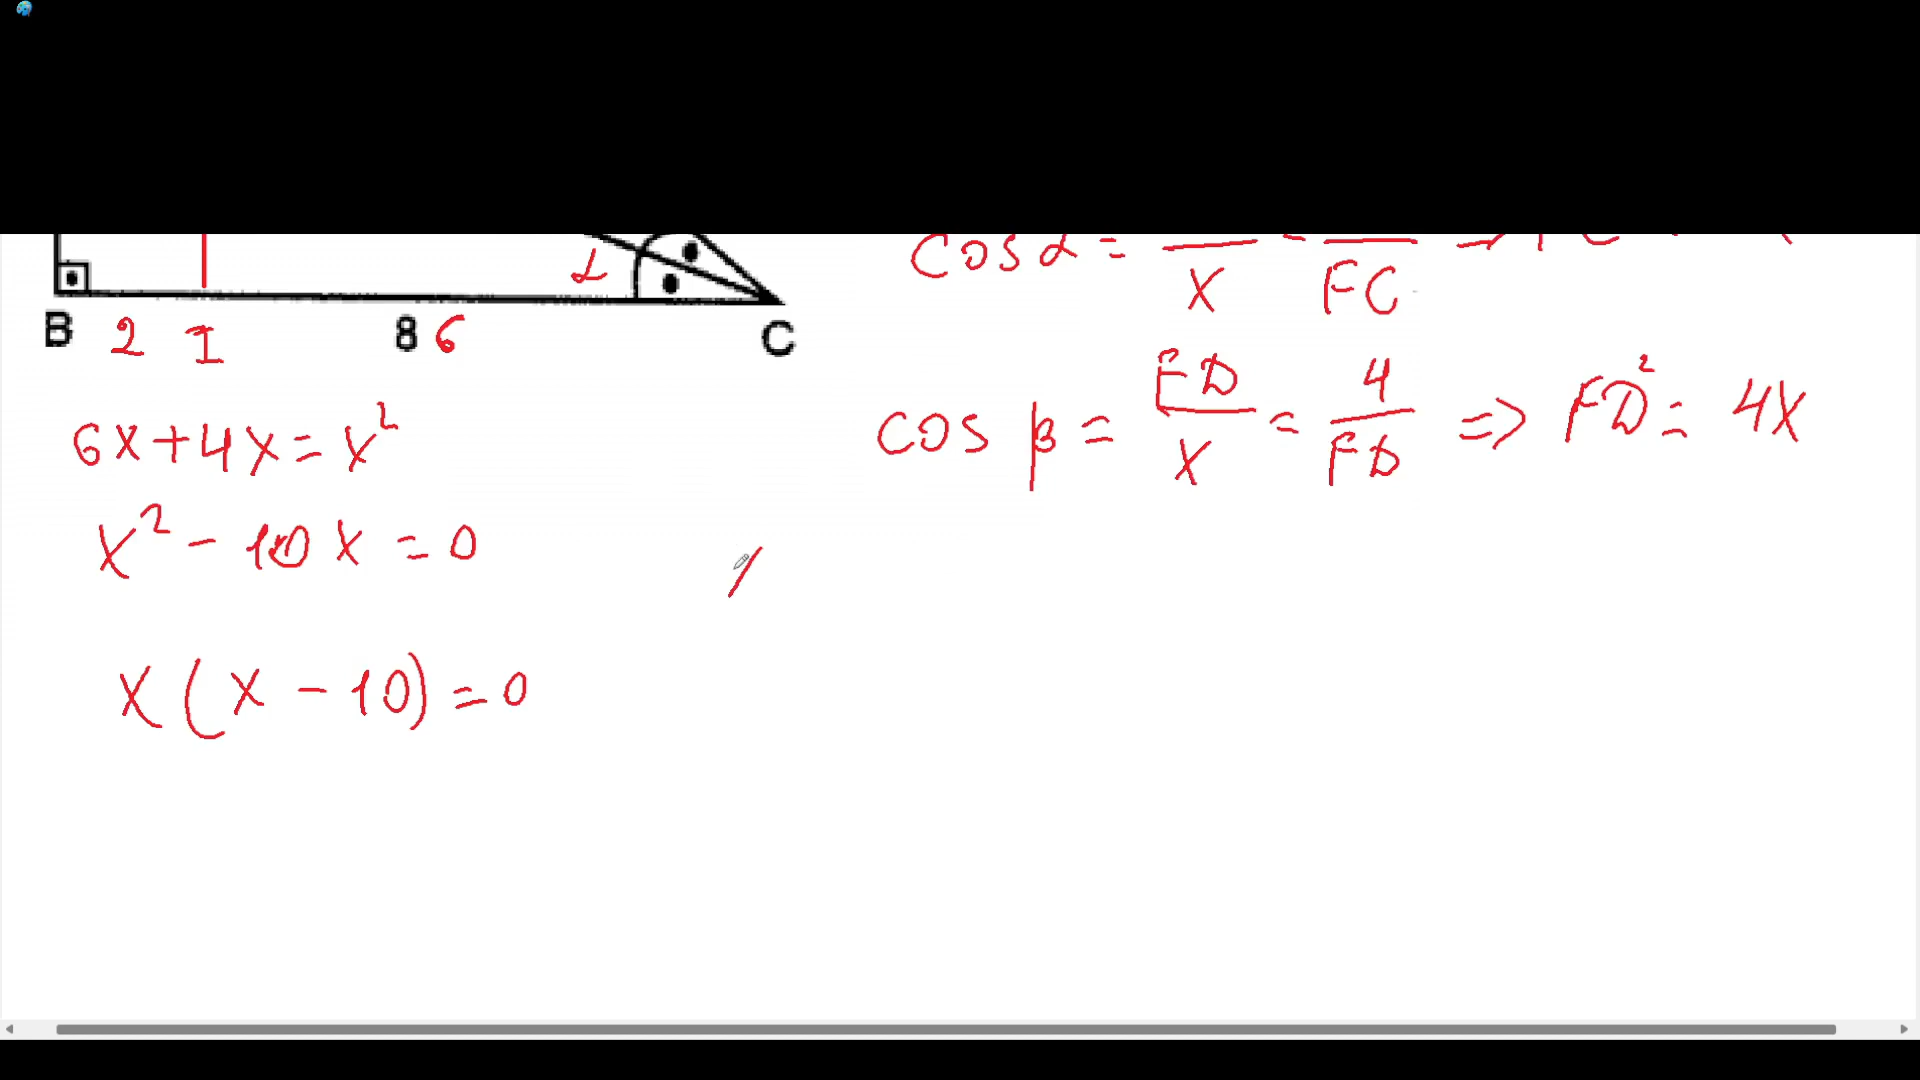 cos α = — = — ⇒
X FC
B 2 I 8 6 C
α
6x+4x=x²
cos β = FD/X = 4/FD ⇒ FD² = 4X
x² - 10x = 0
x(x - 10) = 0